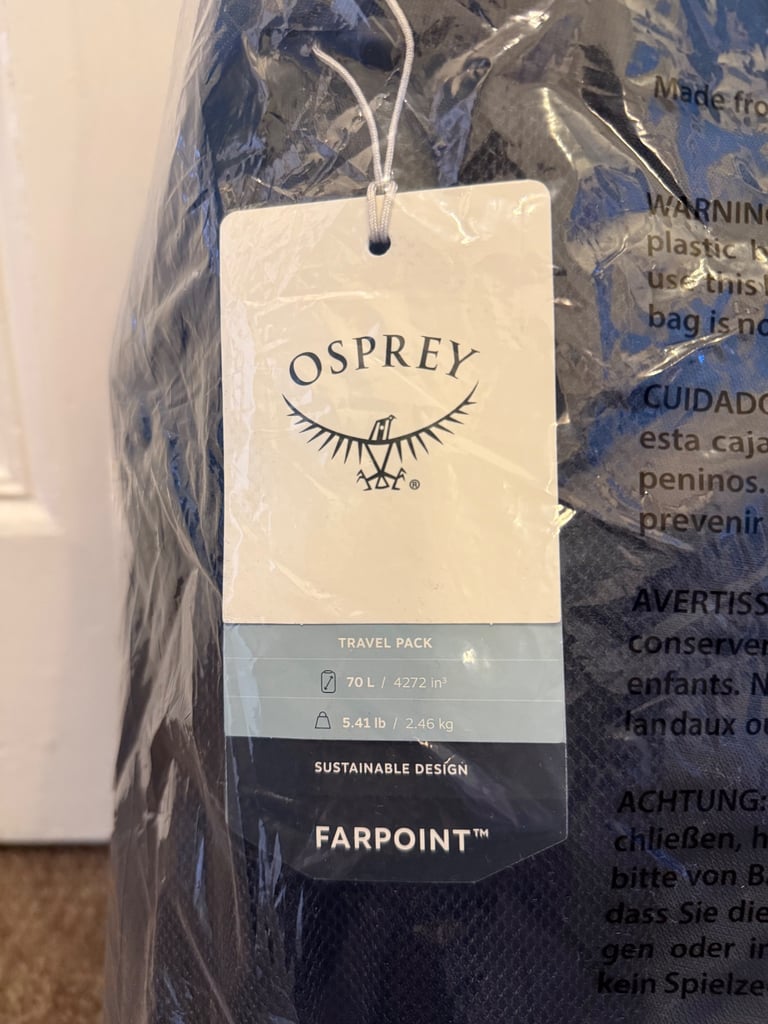 OSPREY
®
TRAVEL PACK
70 L / 4272 in³
5.41 lb / 2.46 kg
SUSTAINABLE DESIGN
FARPOINT™
Made fro
WARNING
plastic b
use this b
bag is no
CUIDADO
esta caja
peninos.
prevenir
AVERTISS
conserver
enfants. N
landaux ou
ACHTUNG:
chließen, h
bitte von Ba
dass Sie die
gen oder in
kein Spielze